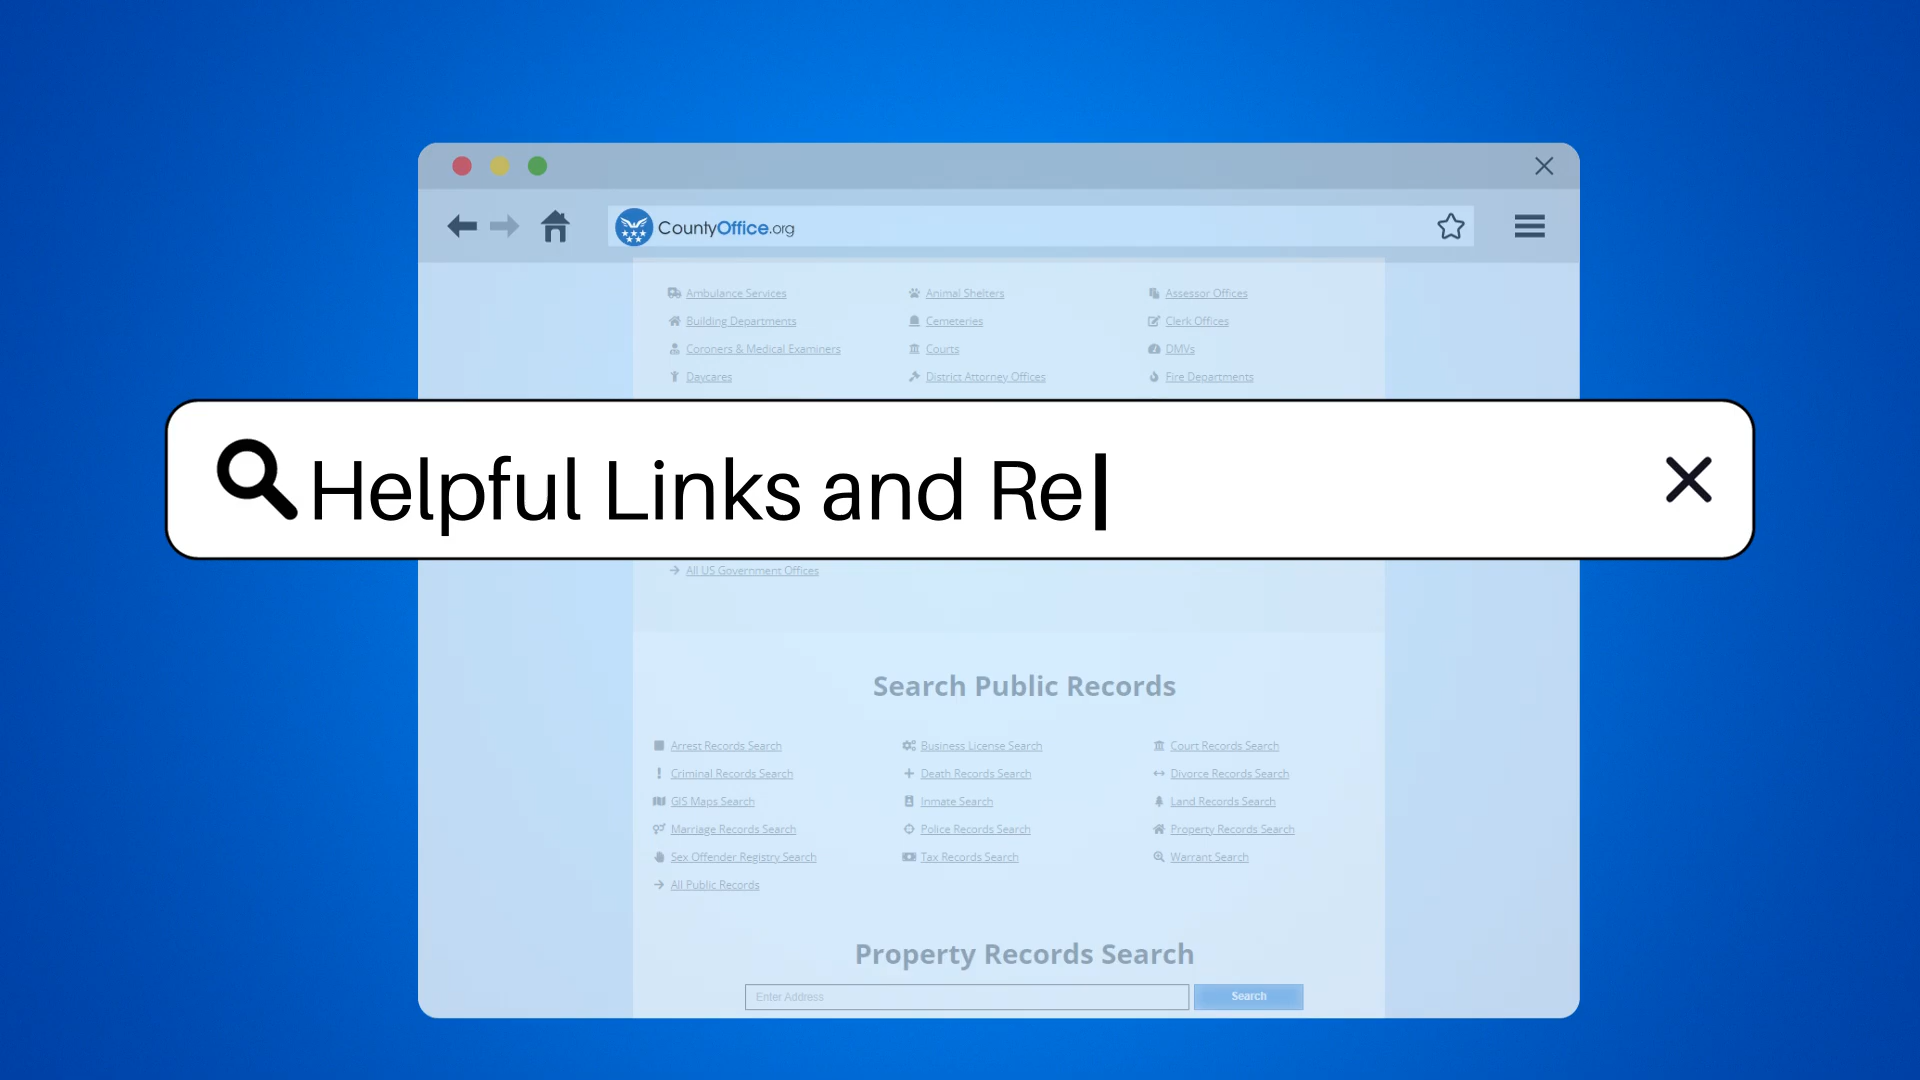 CountyOffice.org
Ambulance Services Animal Shelters Assessor Offices
Building Departments Cemeteries Clerk Offices
Coroners & Medical Examiners Courts DMVs
Daycares District Attorney Offices Fire Departments
Helpful Links and Re
All US Government Offices
Search Public Records
Arrest Records Search Business License Search Court Records Search
Criminal Records Search Death Records Search Divorce Records Search
GIS Maps Search Inmate Search Land Records Search
Marriage Records Search Police Records Search Property Records Search
Sex Offender Registry Search Tax Records Search Warrant Search
All Public Records
Property Records Search
Enter Address Search